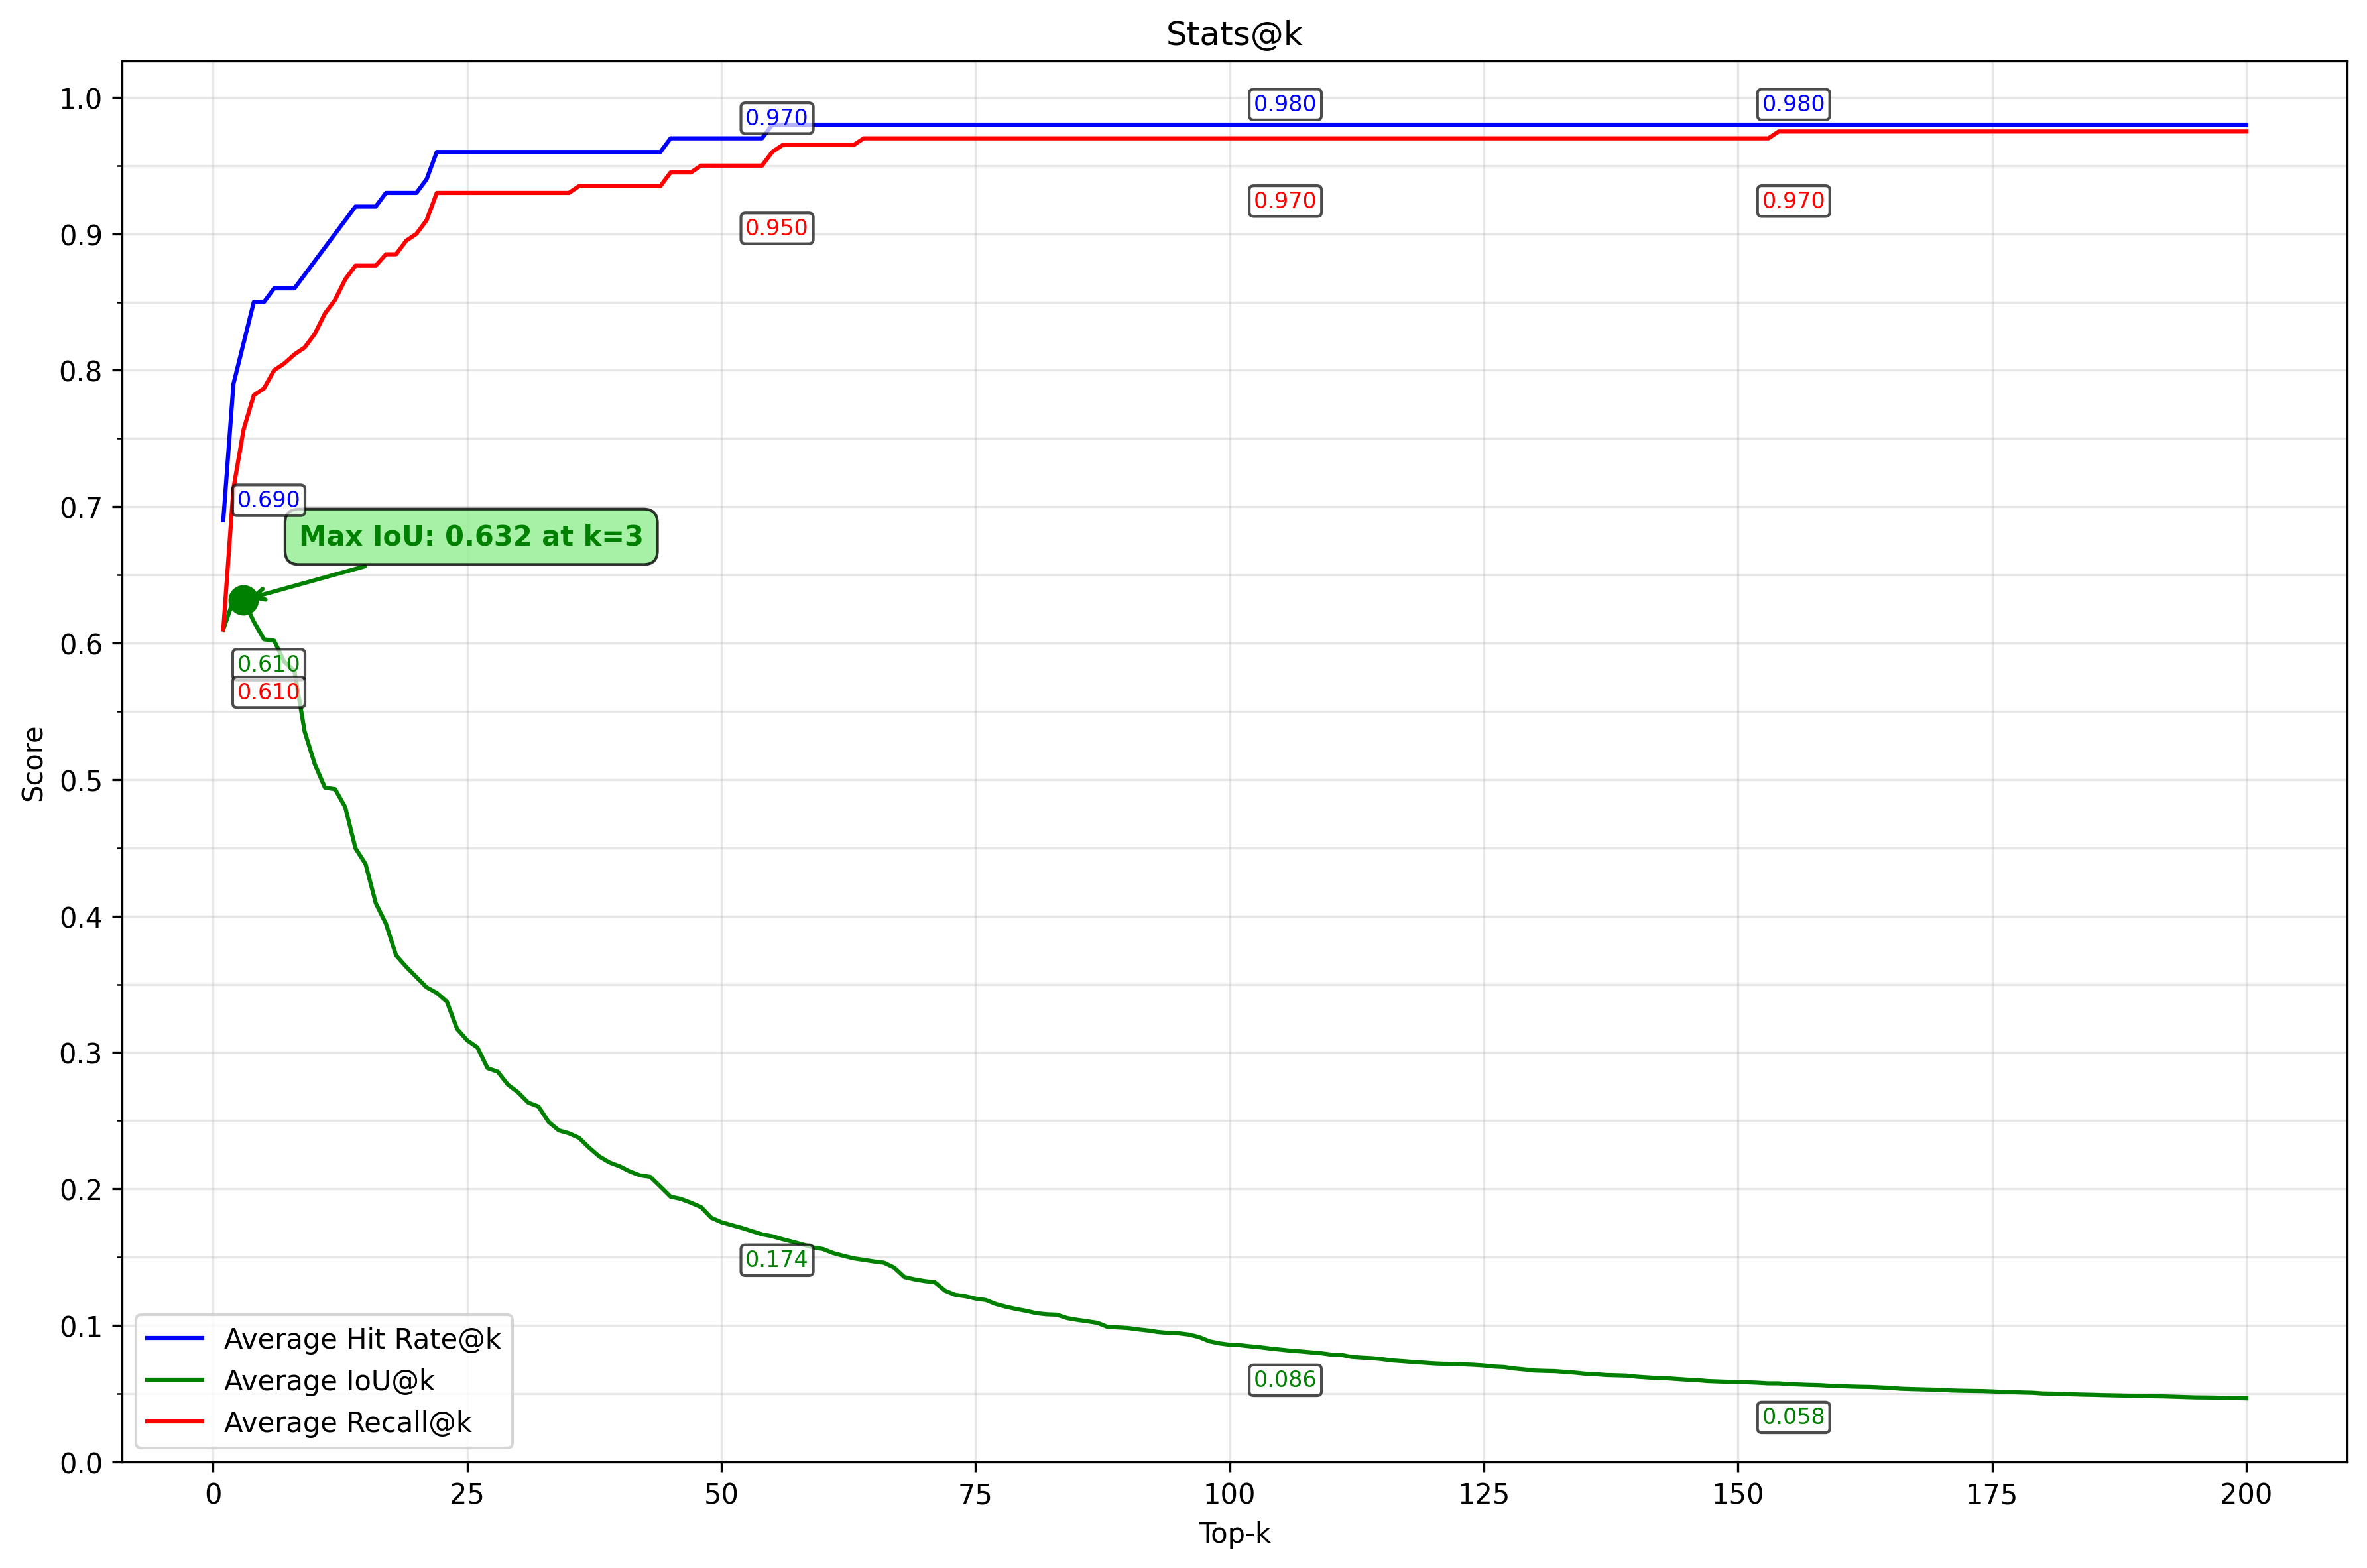 Stats@k
1.0
0.9
0.8
0.7
0.6
0.5
0.4
0.3
0.2
0.1
0.0
Score
0.970
0.980
0.980
0.950
0.970
0.970
0.690
Max IoU: 0.632 at k=3
0.610
0.610
0.174
0.086
0.058
Average Hit Rate@k
Average IoU@k
Average Recall@k
0 25 50 75 100 125 150 175 200
Top-k